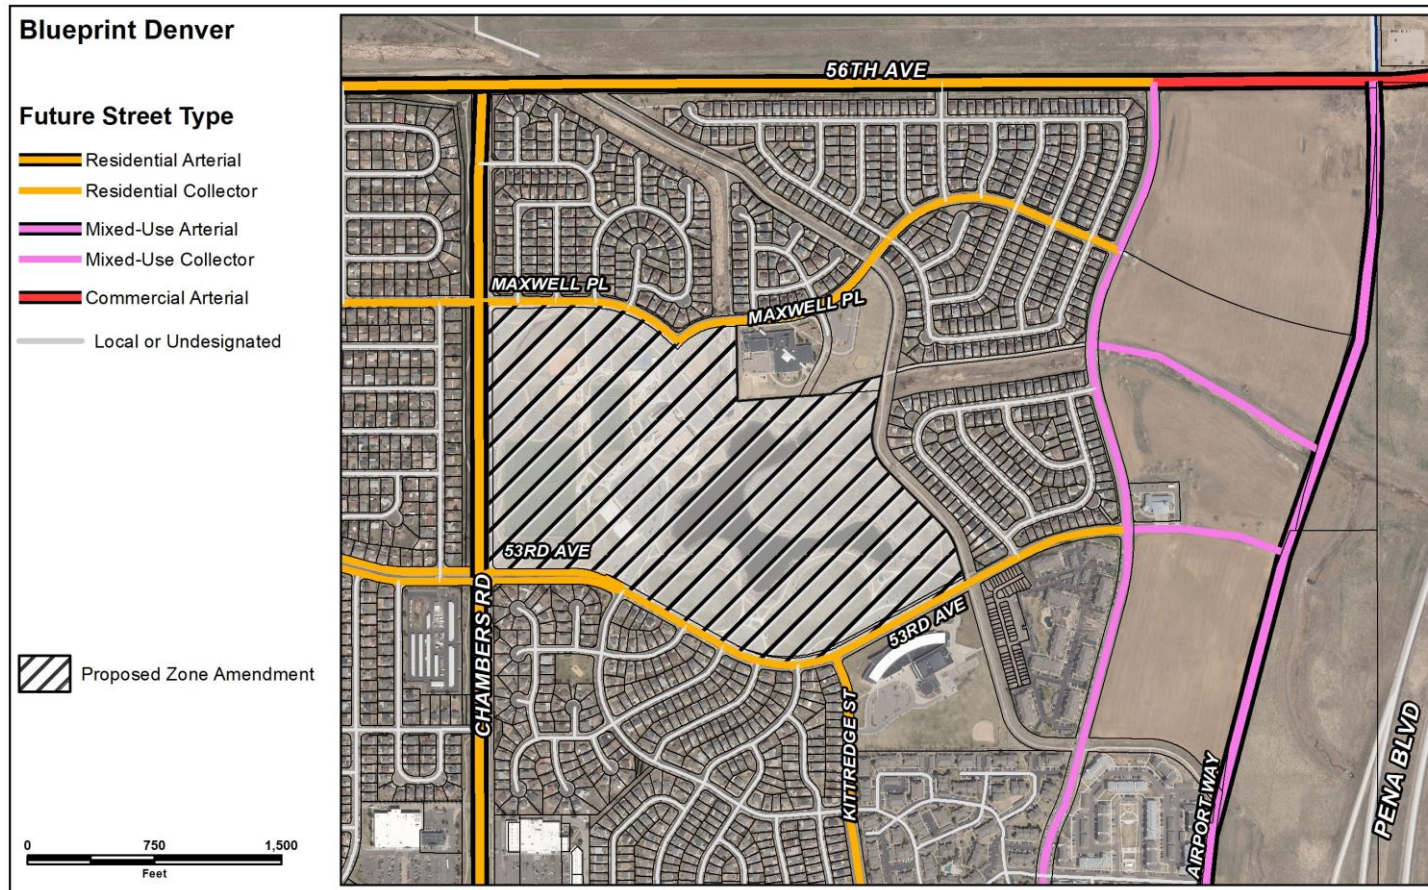 Blueprint Denver
Future Street Type
Residential Arterial
Residential Collector
Mixed-Use Arterial
Mixed-Use Collector
Commercial Arterial
Local or Undesignated
Proposed Zone Amendment
0 750 1,500
Feet
56TH AVE
MAXWELL PL
MAXWELL PL
53RD AVE
53RD AVE
CHAMBERS RD
KITTREDGE ST
AIRPORT WAY
PENA BLVD